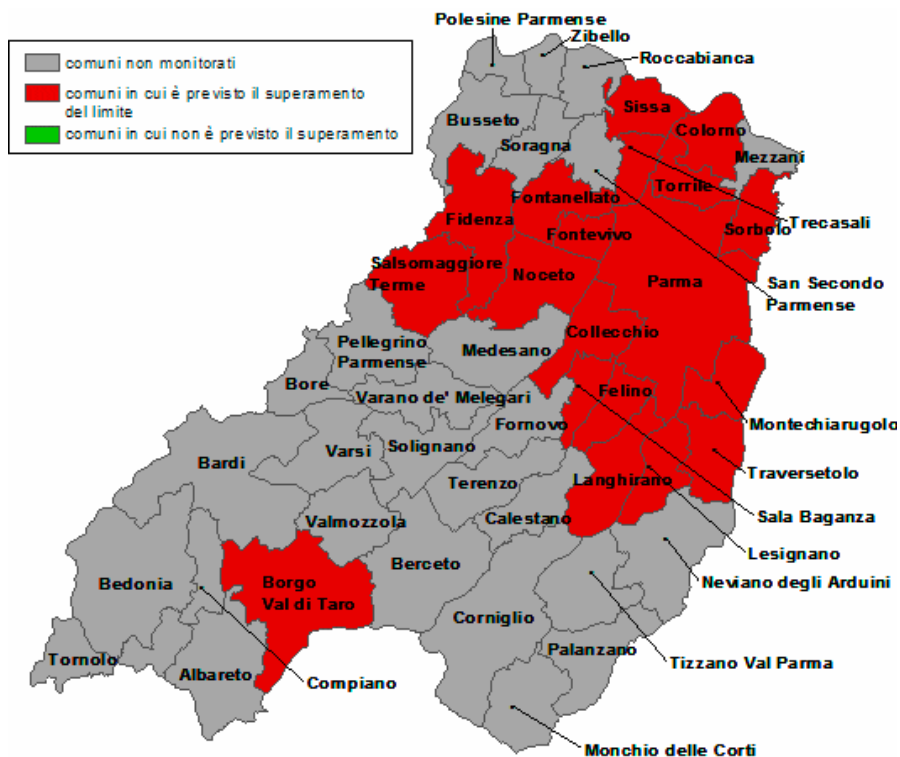 Polesine Parmense
Zibello
Roccabianca
comuni non monitorati
comuni in cui è previsto il superamento
del limite
comuni in cui non è previsto il superamento
Sissa
Busseto
Colorno
Soragna
Mezzani
Torrile
Fontanellato
Fidenza
Trecasali
Sorbolo
Fontevivo
Salsomaggiore
Terme
Noceto
Parma
San Secondo
Parmense
Collecchio
Pellegrino
Parmense
Medesano
Bore
Felino
Varano de' Melegari
Montechiarugolo
Fornovo
Solignano
Varsi
Bardi
Traversetolo
Langhirano
Terenzo
Sala Baganza
Valmozzola
Calestano
Lesignano
Berceto
Bedonia
Borgo
Val di Taro
Neviano degli Arduini
Corniglio
Palanzano
Tornolo
Tizzano Val Parma
Albareto
Compiano
Monchio delle Corti